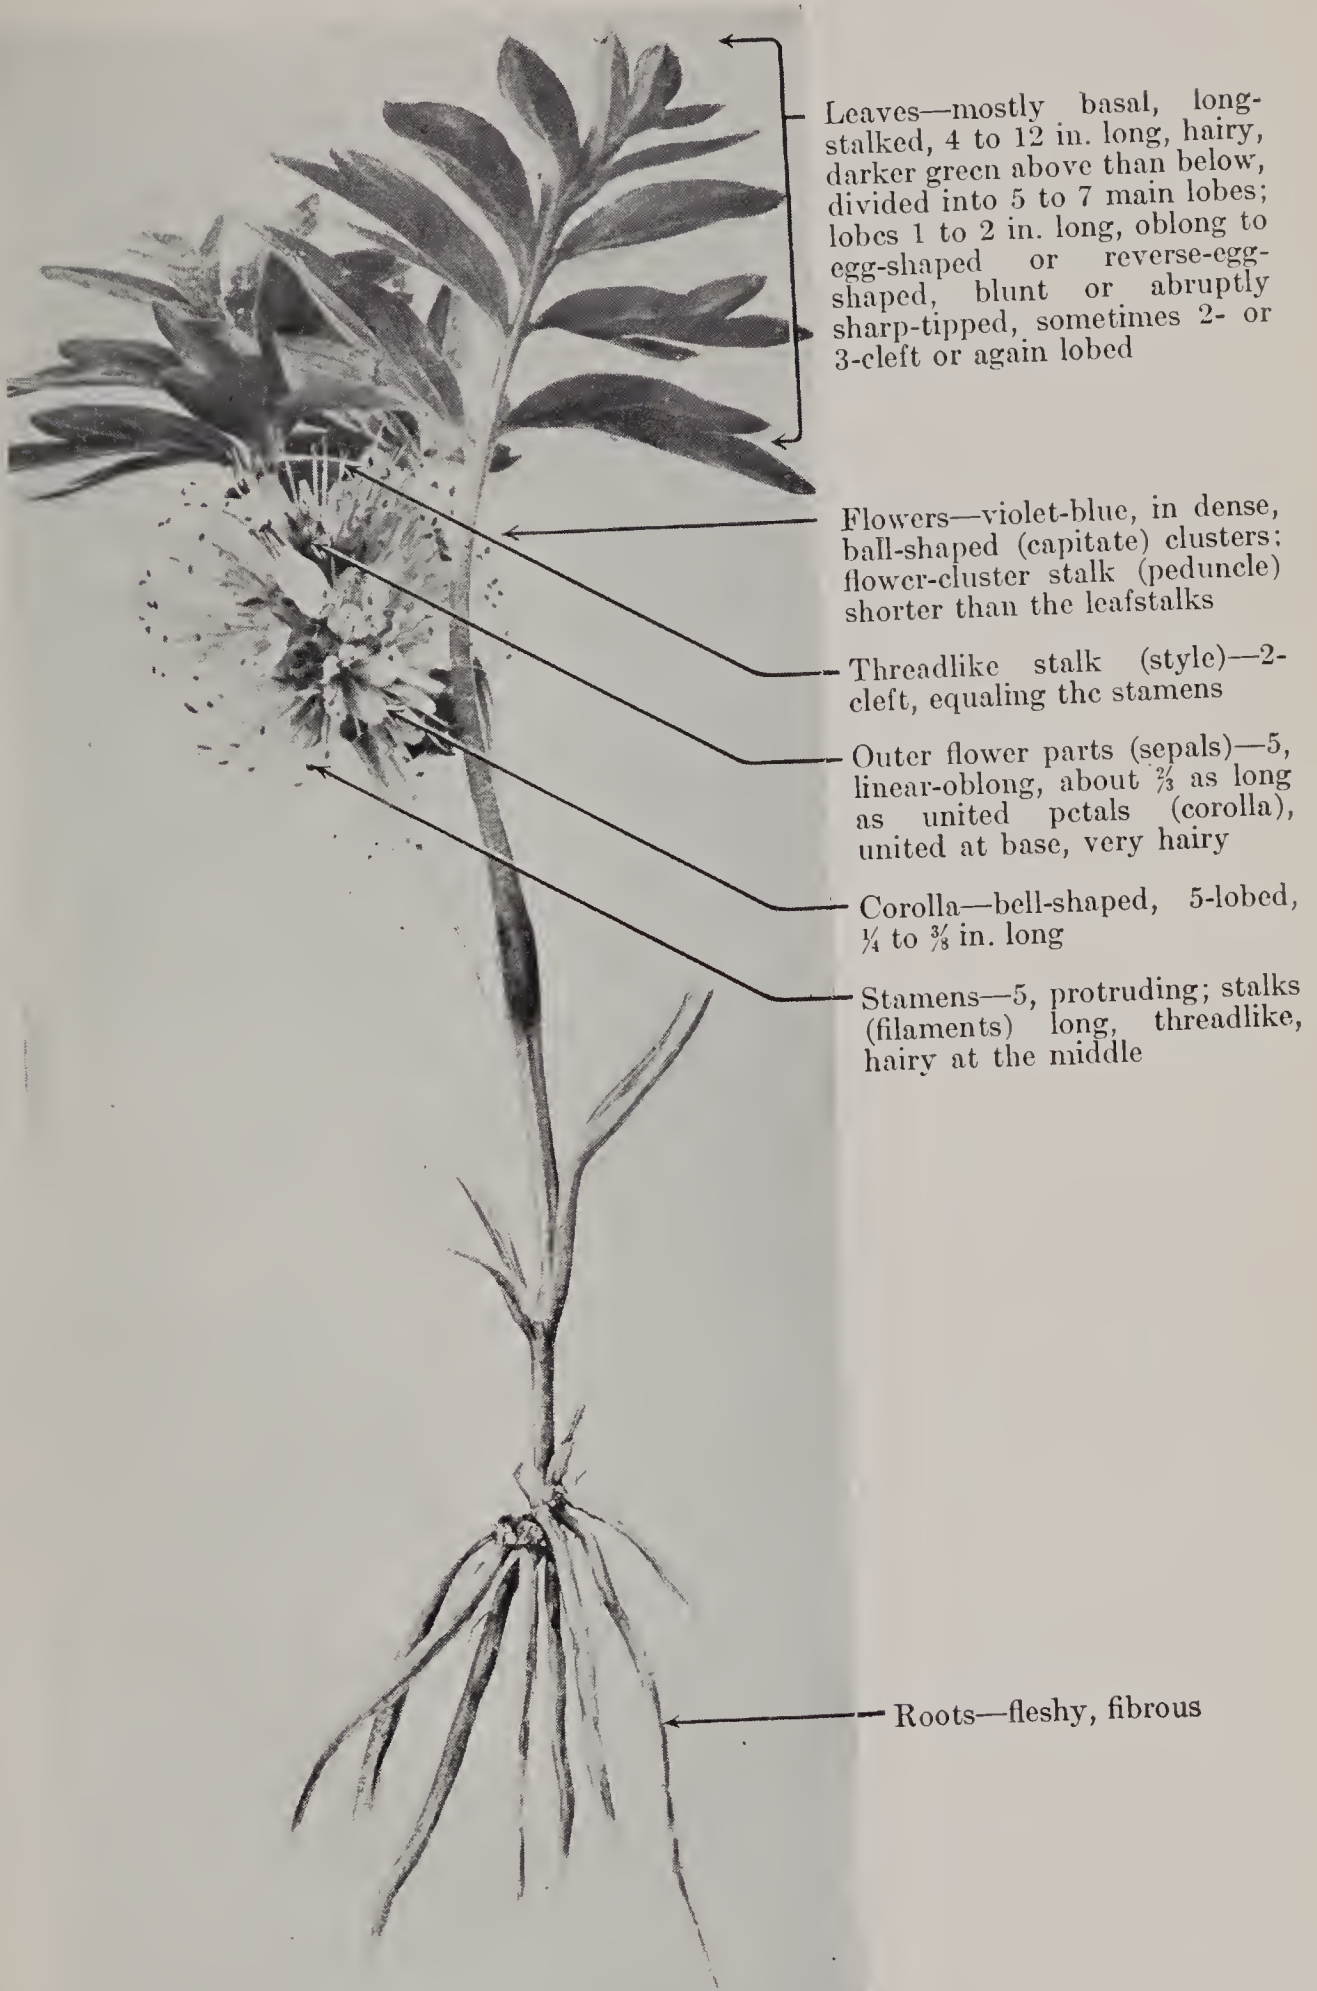 Leaves—mostly basal, long-
stalked, 4 to 12 in. long, hairy,
darker green above than below,
divided into 5 to 7 main lobes;
lobes 1 to 2 in. long, oblong to
egg-shaped or reverse-egg-
shaped, blunt or abruptly
sharp-tipped, sometimes 2- or
3-cleft or again lobed
Flowers—violet-blue, in dense,
ball-shaped (capitate) clusters;
flower-cluster stalk (peduncle)
shorter than the leafstalks
Threadlike stalk (style)—2-
cleft, equaling the stamens
Outer flower parts (sepals)—5,
linear-oblong, about ⅔ as long
as united petals (corolla),
united at base, very hairy
Corolla—bell-shaped, 5-lobed,
¼ to ⅜ in. long
Stamens—5, protruding; stalks
(filaments) long, threadlike,
hairy at the middle
Roots—fleshy, fibrous